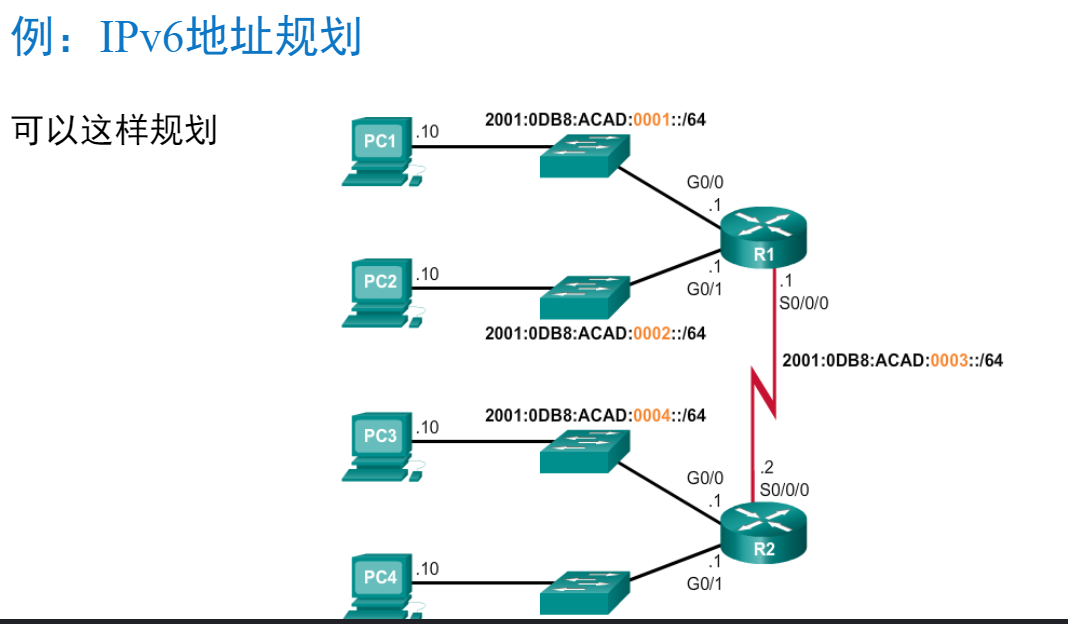 例：IPv6地址规划
可以这样规划
2001:0DB8:ACAD:0001::/64
PC1
.10
G0/0
.1
R1
PC2
.10
.1
G0/1
.1
S0/0/0
2001:0DB8:ACAD:0002::/64
2001:0DB8:ACAD:0003::/64
2001:0DB8:ACAD:0004::/64
PC3
.10
G0/0
.1
.2
S0/0/0
R2
PC4
.10
.1
G0/1